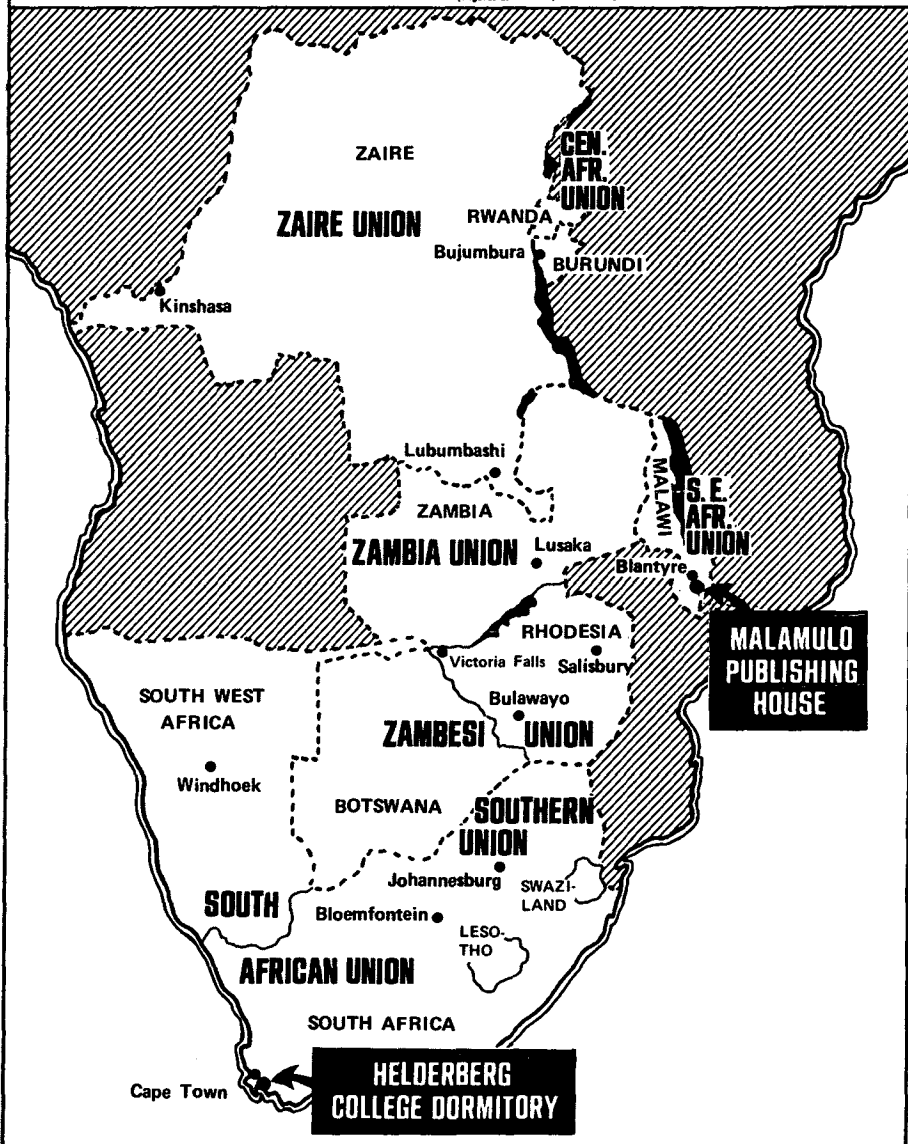 ZAIRE
CEN.
AFR.
UNION
ZAIRE UNION
RWANDA
Bujumbura
BURUNDI
Kinshasa
Lubumbashi
ZAMBIA
MALAWI
S. E.
AFR.
UNION
ZAMBIA UNION
Lusaka
Blantyre
MALAMULO
PUBLISHING
HOUSE
RHODESIA
Victoria Falls
Salisbury
SOUTH WEST
AFRICA
Bulawayo
ZAMBESI UNION
Windhoek
BOTSWANA
SOUTHERN
UNION
Johannesburg
SWAZI-
LAND
SOUTH
Bloemfontein
LESO-
THO
AFRICAN UNION
SOUTH AFRICA
Cape Town
HELDERBERG
COLLEGE DORMITORY